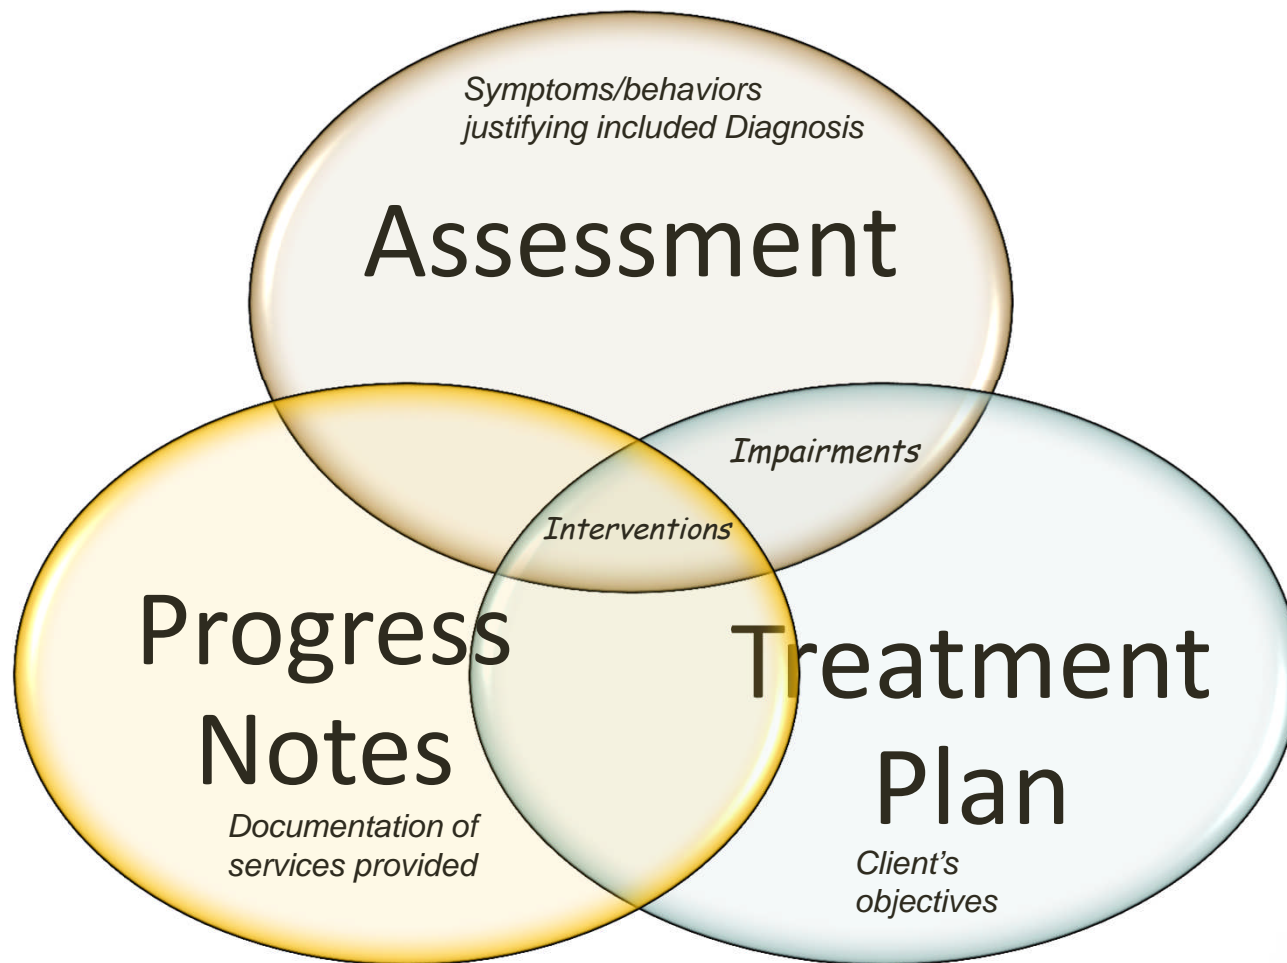 Symptoms/behaviors
justifying included Diagnosis
Assessment
Impairments
Interventions
Progress
Notes
Documentation of
services provided
Treatment
Plan
Client’s
objectives